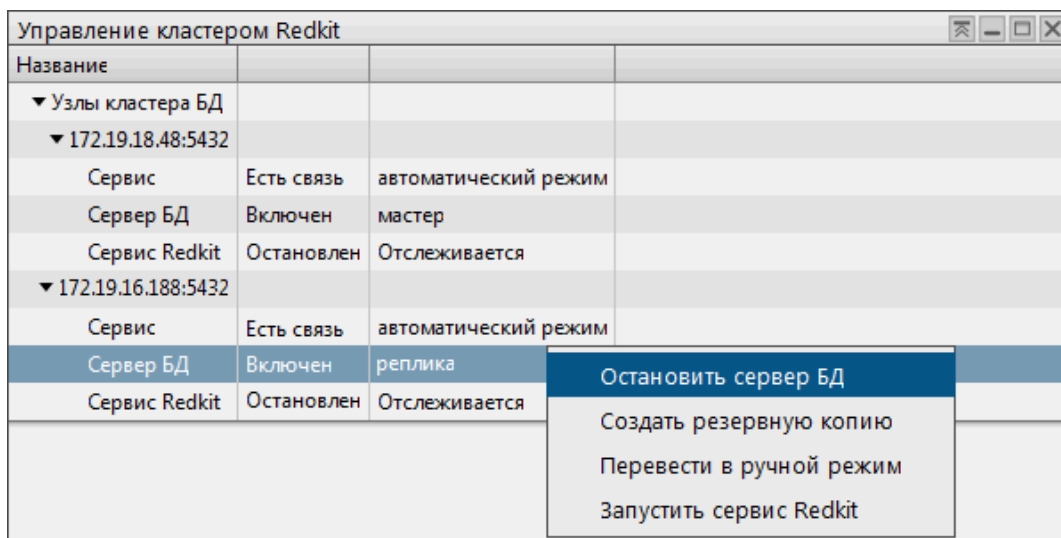 Управление кластером Redkit
Название
Узлы кластера БД
172.19.18.48:5432
Сервис Есть связь автоматический режим
Сервер БД Включен мастер
Сервис Redkit Остановлен Отслеживается
172.19.16.188:5432
Сервис Есть связь автоматический режим
Сервер БД Включен реплика
Сервис Redkit Остановлен Отслеживается
Остановить сервер БД
Создать резервную копию
Перевести в ручной режим
Запустить сервис Redkit